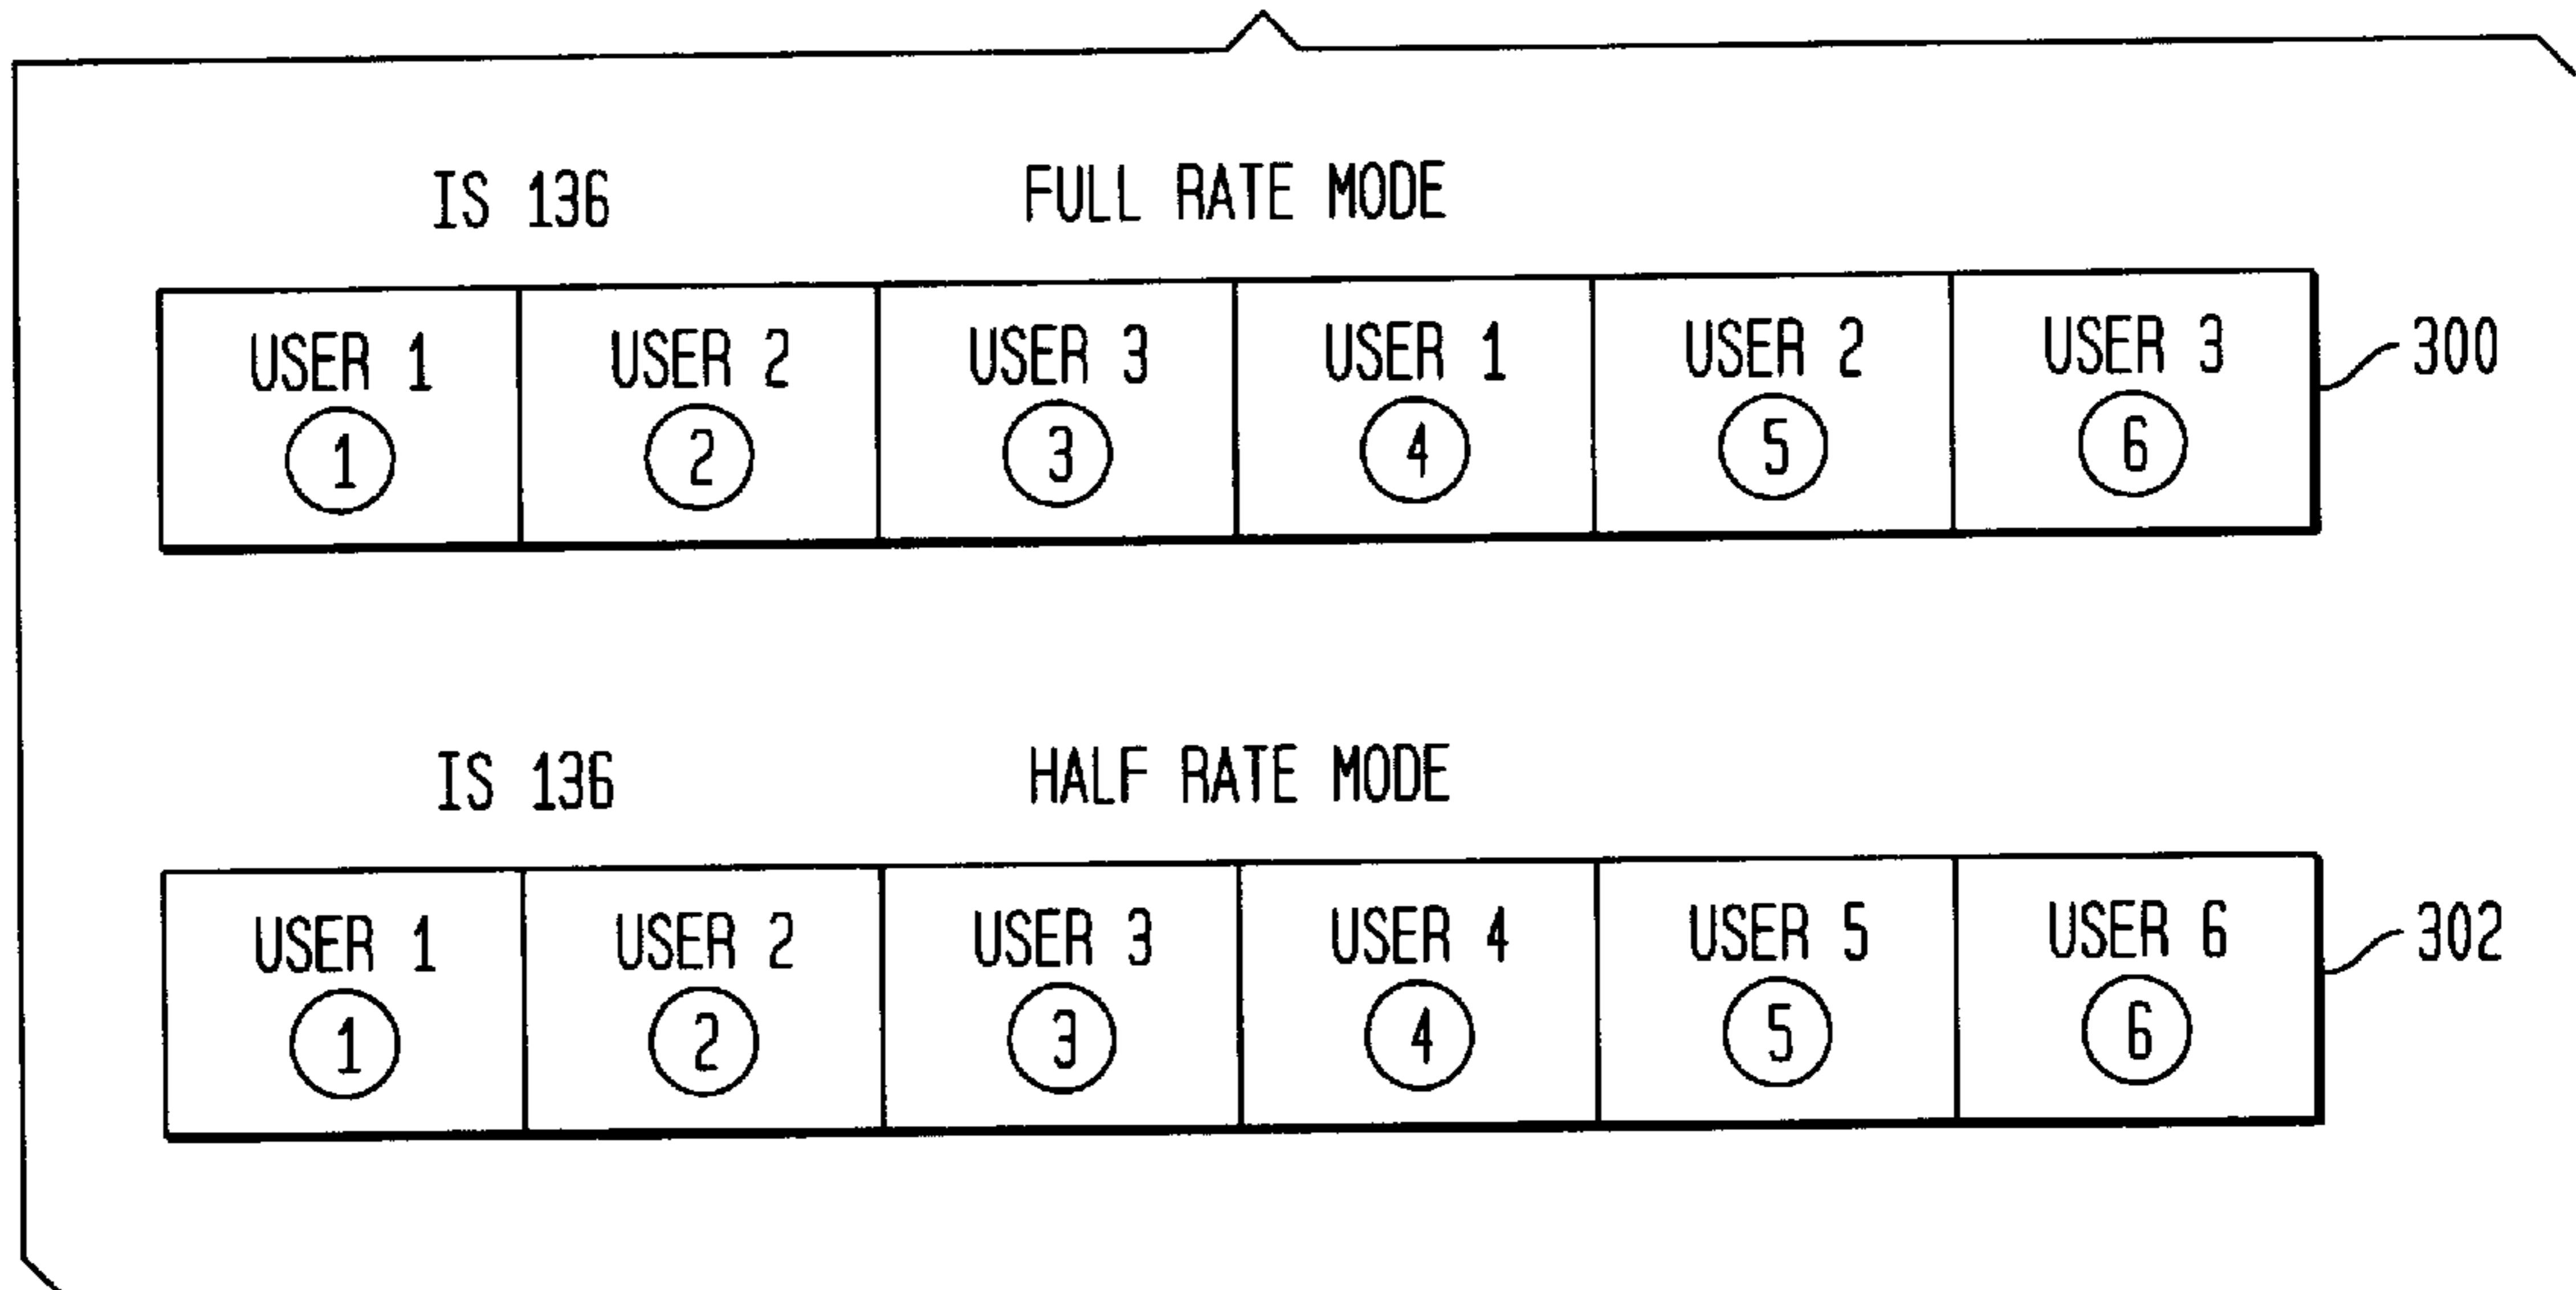 IS 136 FULL RATE MODE
USER 1 USER 2 USER 3 USER 1 USER 2 USER 3 300
1 2 3 4 5 6
IS 136 HALF RATE MODE
USER 1 USER 2 USER 3 USER 4 USER 5 USER 6 302
1 2 3 4 5 6